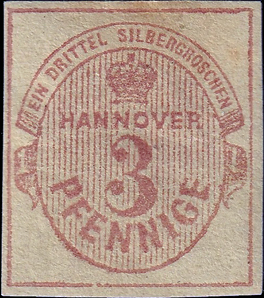 EIN DRITTEL SILBERGROSCHEN
HANNOVER
3
PFENNIGE